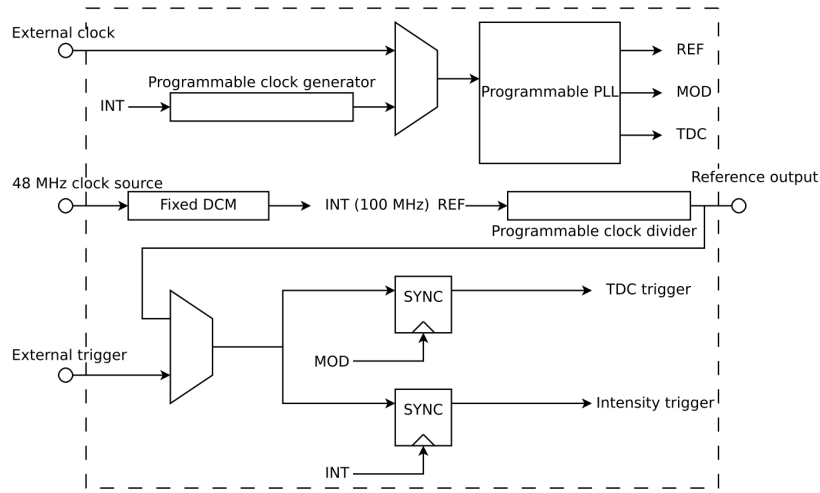 External clock
Programmable clock generator
INT
Programmable PLL
REF
MOD
TDC
48 MHz clock source
Fixed DCM
INT (100 MHz)
REF
Programmable clock divider
Reference output
External trigger
SYNC
MOD
TDC trigger
SYNC
INT
Intensity trigger